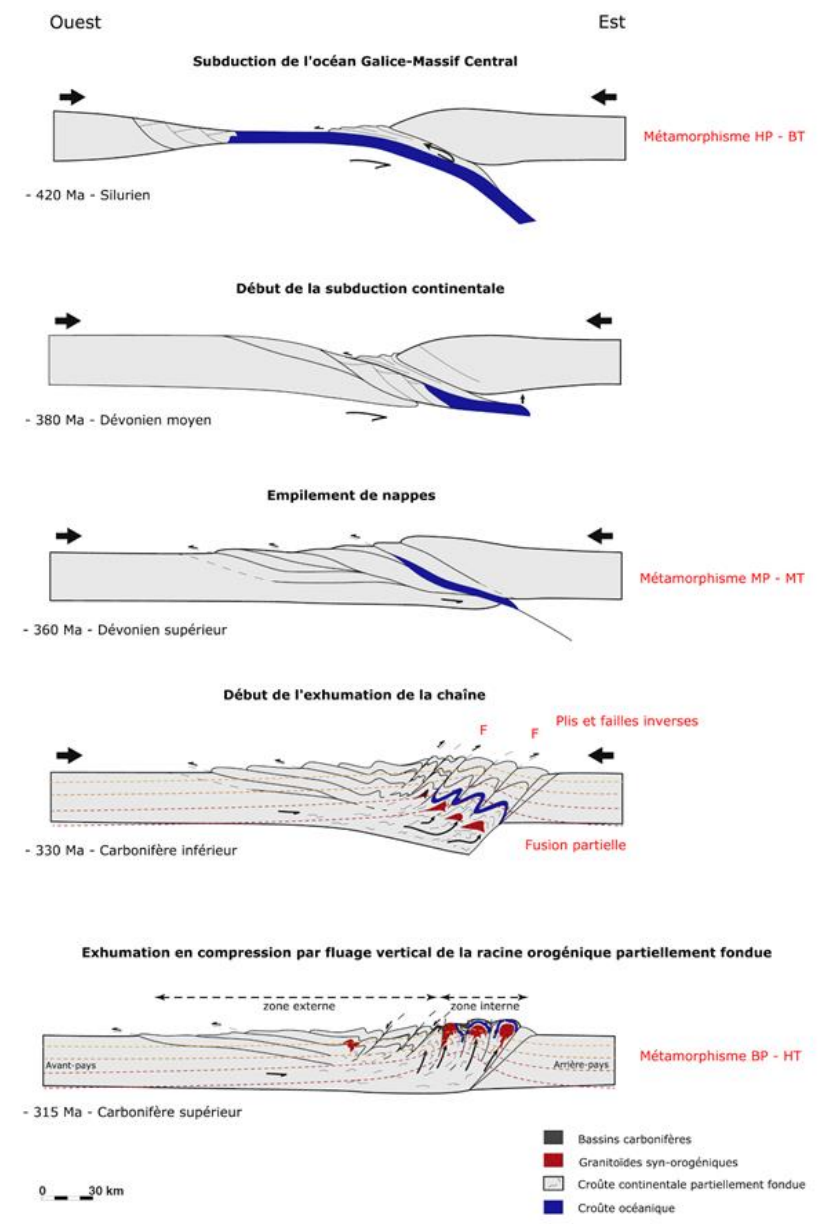 Ouest
Est
Subduction de l'océan Galice-Massif Central
Métamorphisme HP - BT
- 420 Ma - Silurien
Début de la subduction continentale
- 380 Ma - Dévonien moyen
Empilement de nappes
Métamorphisme MP - MT
- 360 Ma - Dévonien supérieur
Début de l'exhumation de la chaîne
F
F
Plis et failles inverses
- 330 Ma - Carbonifère inférieur
Fusion partielle
Exhumation en compression par fluage vertical de la racine orogénique partiellement fondue
zone externe
zone interne
Avant-pays
Arrière-pays
Métamorphisme BP - HT
- 315 Ma - Carbonifère supérieur
Bassins carbonifères
Granitoïdes syn-orogéniques
Croûte continentale partiellement fondue
Croûte océanique
0 30 km